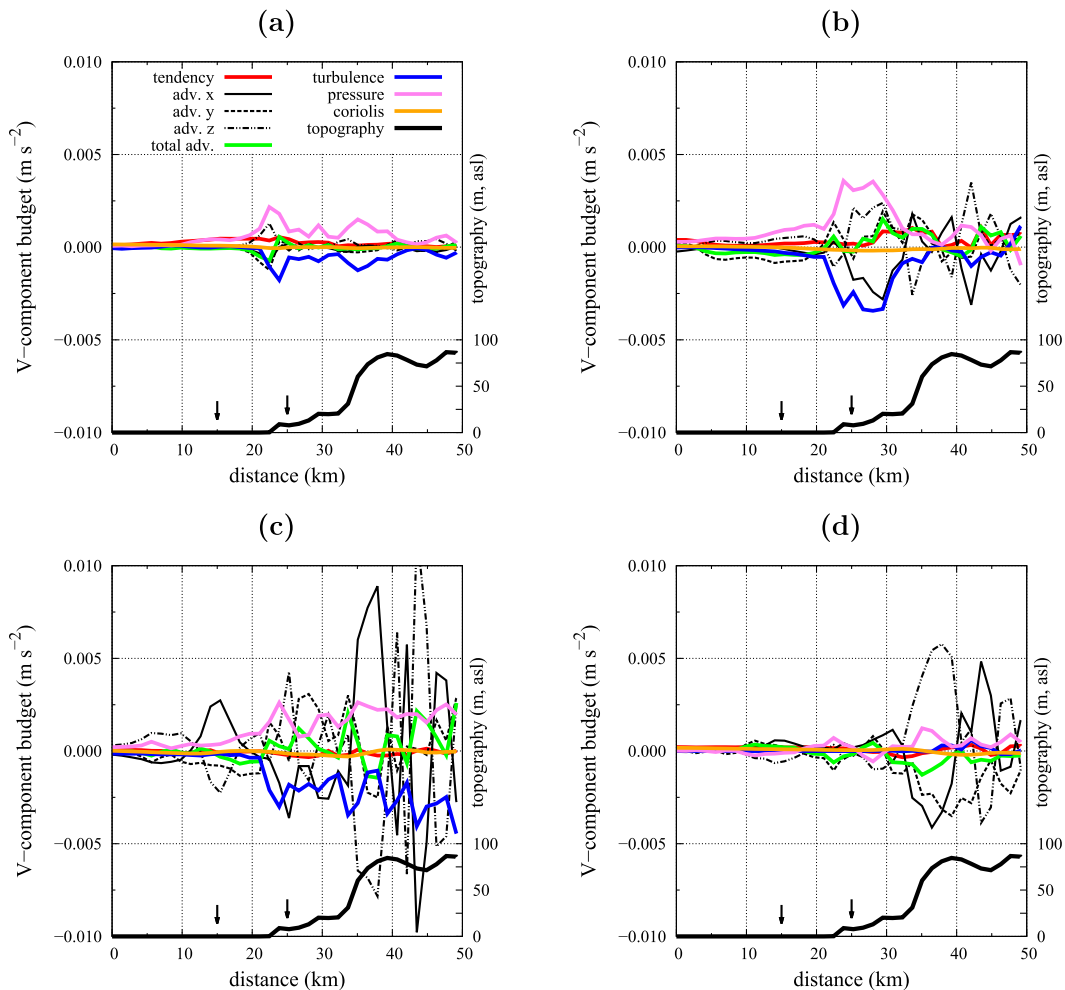 (a)
0.010
0.005
0.000
−0.005
−0.010
V−component budget (m s−2)
tendency
adv. x
adv. y
adv. z
total adv.
turbulence
pressure
coriolis
topography
topography (m, asl)
100
50
0
0 10 20 30 40 50
distance (km)
(b)
0.010
0.005
0.000
−0.005
−0.010
V−component budget (m s−2)
topography (m, asl)
100
50
0
0 10 20 30 40 50
distance (km)
(c)
0.010
0.005
0.000
−0.005
−0.010
V−component budget (m s−2)
topography (m, asl)
100
50
0
0 10 20 30 40 50
distance (km)
(d)
0.010
0.005
0.000
−0.005
−0.010
V−component budget (m s−2)
topography (m, asl)
100
50
0
0 10 20 30 40 50
distance (km)